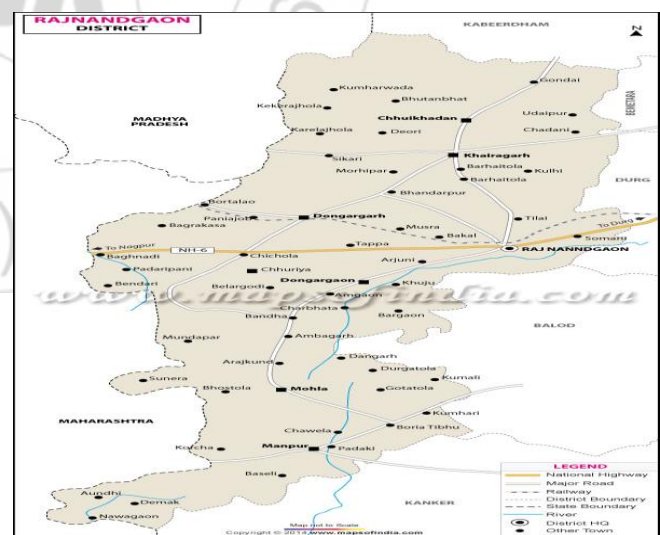 RAJNANDGAON
DISTRICT
KABEERDHAM
N
Gondai
Kumharwada
Bhutanbhat
BEMETARA
Kekerajhola
Chhuikhadan
Udaipur
MADHYA
PRADESH
Karelajhola
Deori
Chadani
Sikari
Khairagarh
Morhipar
Barhaitola
Kulhi
Barhaitola
DURG
Bhandarpur
Bortalao
Paniajob
Dongargarh
Tilai
Bagrakasa
Musra
To Durg
Bakal
Somani
To Nagpur
NH-6
Tappa
RAJ NANNDGAON
Baghnadi
Chichola
Arjuni
Padaripani
Chhuriya
Dongargaon
Khuju
Bendari
Belargodi
Amgaon
www.mapsofindia.com
Charbhata
Bandha
Bargaon
BALOD
Mundapar
Ambagarh
Dangarh
Arajkund
Durgatola
Sunera
Kumali
Bhostola
Mohla
Gotatola
MAHARASHTRA
Kumhari
Chawela
Boria Tibhu
Korcha
Manpur
Padaki
Baseli
LEGEND
National Highway
Major Road
Aundhi
Railway
Demak
KANKER
District Boundary
State Boundary
Nawagaon
River
District HQ
Map not to Scale
Other Town
Copyright © 2014 www.mapsofindia.com